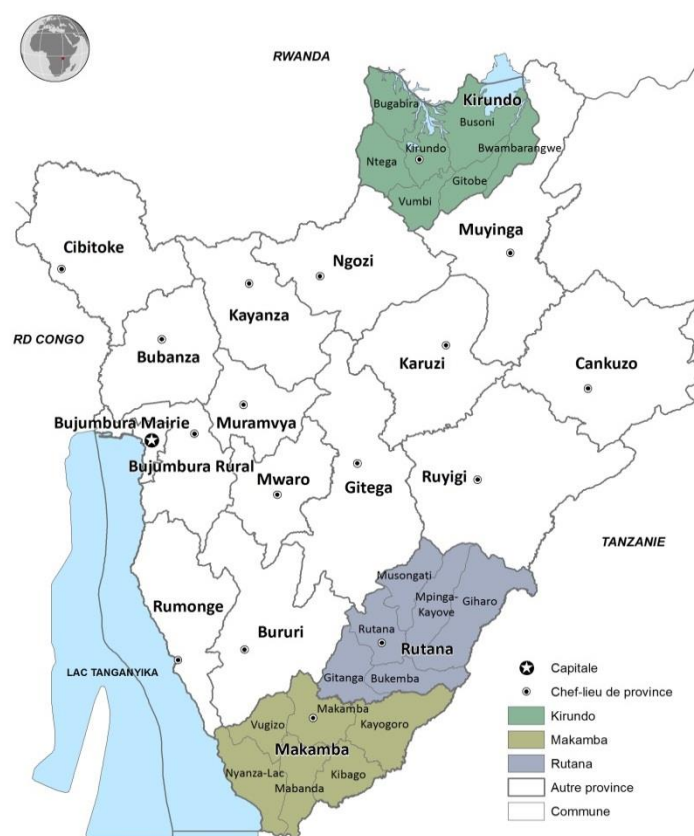 RWANDA
Kirundo
Bugabira
Busoni
Kirundo
Bwambarangwe
Ntega
Gitobe
Vumbi
Muyinga
Cibitoke
Ngozi
Kayanza
RD CONGO
Bubanza
Karuzi
Cankuzo
Bujumbura Mairie
Muramvya
Bujumbura Rural
Mwaro
Gitega
Ruyigi
TANZANIE
Musongati
Mpinga-
Kayove
Giharo
Rumonge
Rutana
Bururi
Rutana
LAC TANGANYIKA
Gitanga
Bukemba
Makamba
Vugizo
Kayogoro
Makamba
Nyanza-Lac
Kibago
Mabanda
Capitale
Chef-lieu de province
Kirundo
Makamba
Rutana
Autre province
Commune